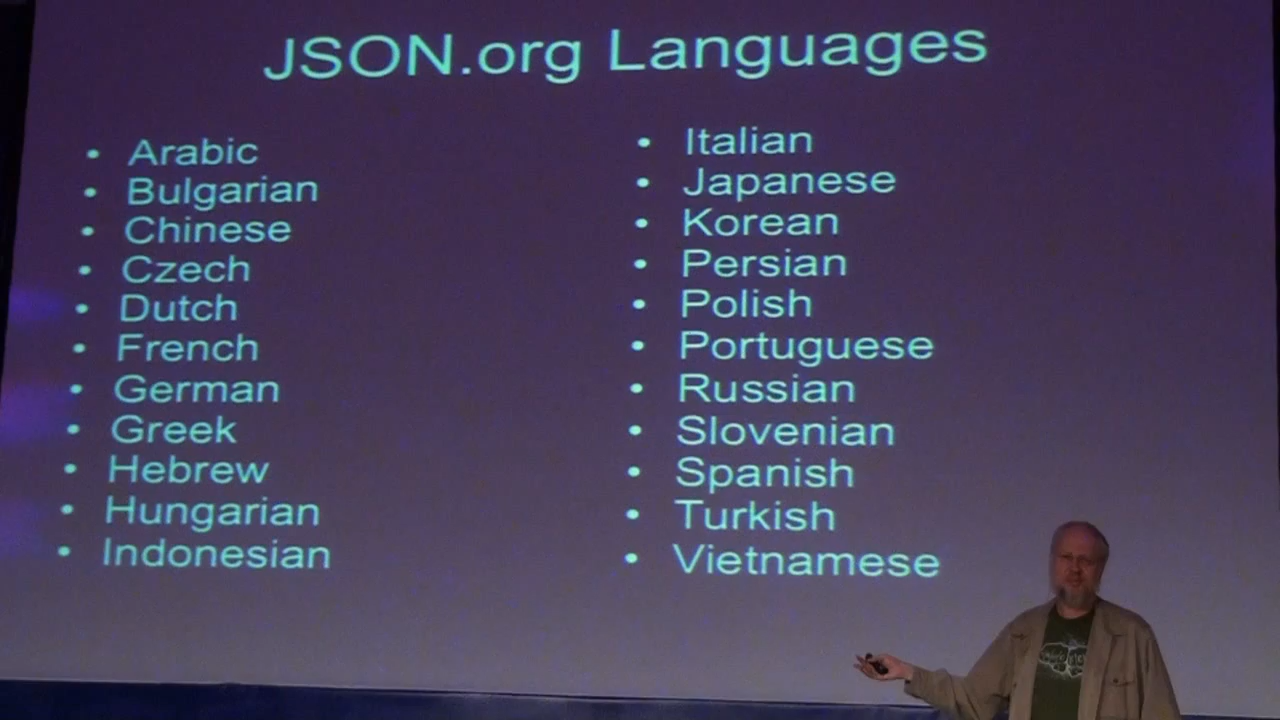 JSON.org Languages
• Arabic
• Bulgarian
• Chinese
• Czech
• Dutch
• French
• German
• Greek
• Hebrew
• Hungarian
• Indonesian
• Italian
• Japanese
• Korean
• Persian
• Polish
• Portuguese
• Russian
• Slovenian
• Spanish
• Turkish
• Vietnamese